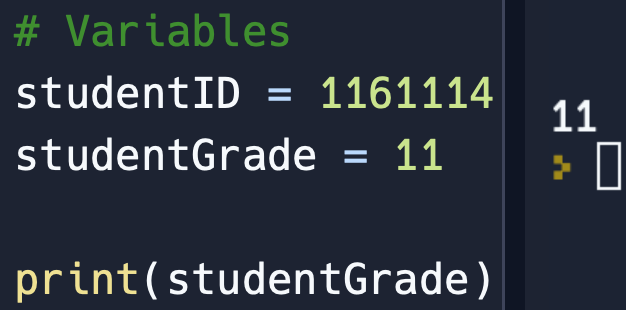 # Variables
studentID = 1161114
studentGrade = 11
print(studentGrade)
11